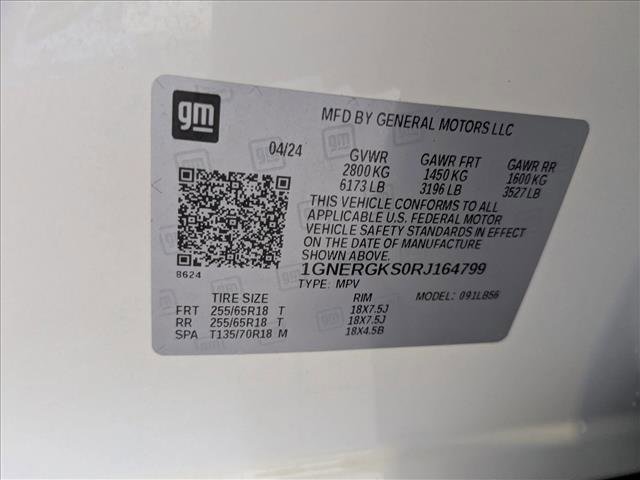 gm
MFD BY GENERAL MOTORS LLC
04/24 GVWR GAWR FRT GAWR RR
2800 KG 1450 KG 1600 KG
6173 LB 3196 LB 3527 LB
THIS VEHICLE CONFORMS TO ALL
APPLICABLE U.S. FEDERAL MOTOR
VEHICLE SAFETY STANDARDS IN EFFECT
ON THE DATE OF MANUFACTURE
SHOWN ABOVE.
8624
1GNERGKS0RJ164799
TYPE: MPV MODEL: 091LB56
TIRE SIZE RIM
FRT 255/65R18 T 18X7.5J
RR 255/65R18 T 18X7.5J
SPA T135/70R18 M 18X4.5B